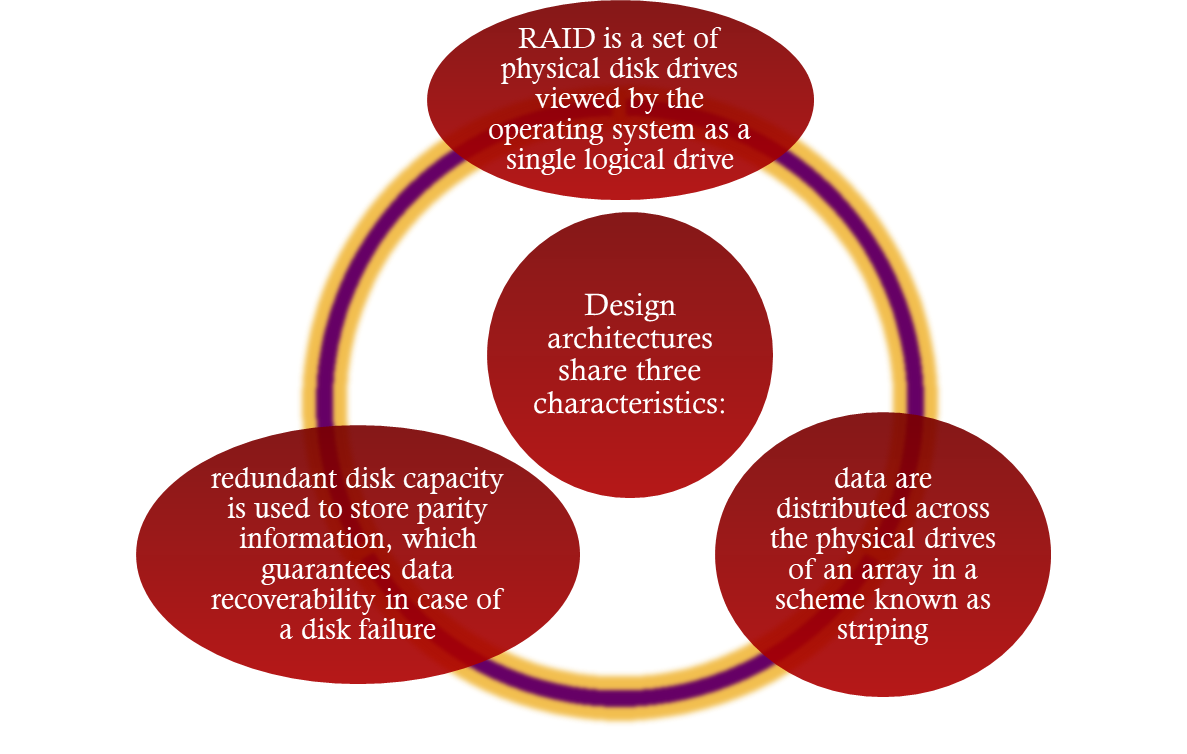 RAID is a set of
physical disk drives
viewed by the
operating system as a
single logical drive
Design
architectures
share three
characteristics:
redundant disk capacity
is used to store parity
information, which
guarantees data
recoverability in case of
a disk failure
data are
distributed across
the physical drives
of an array in a
scheme known as
striping